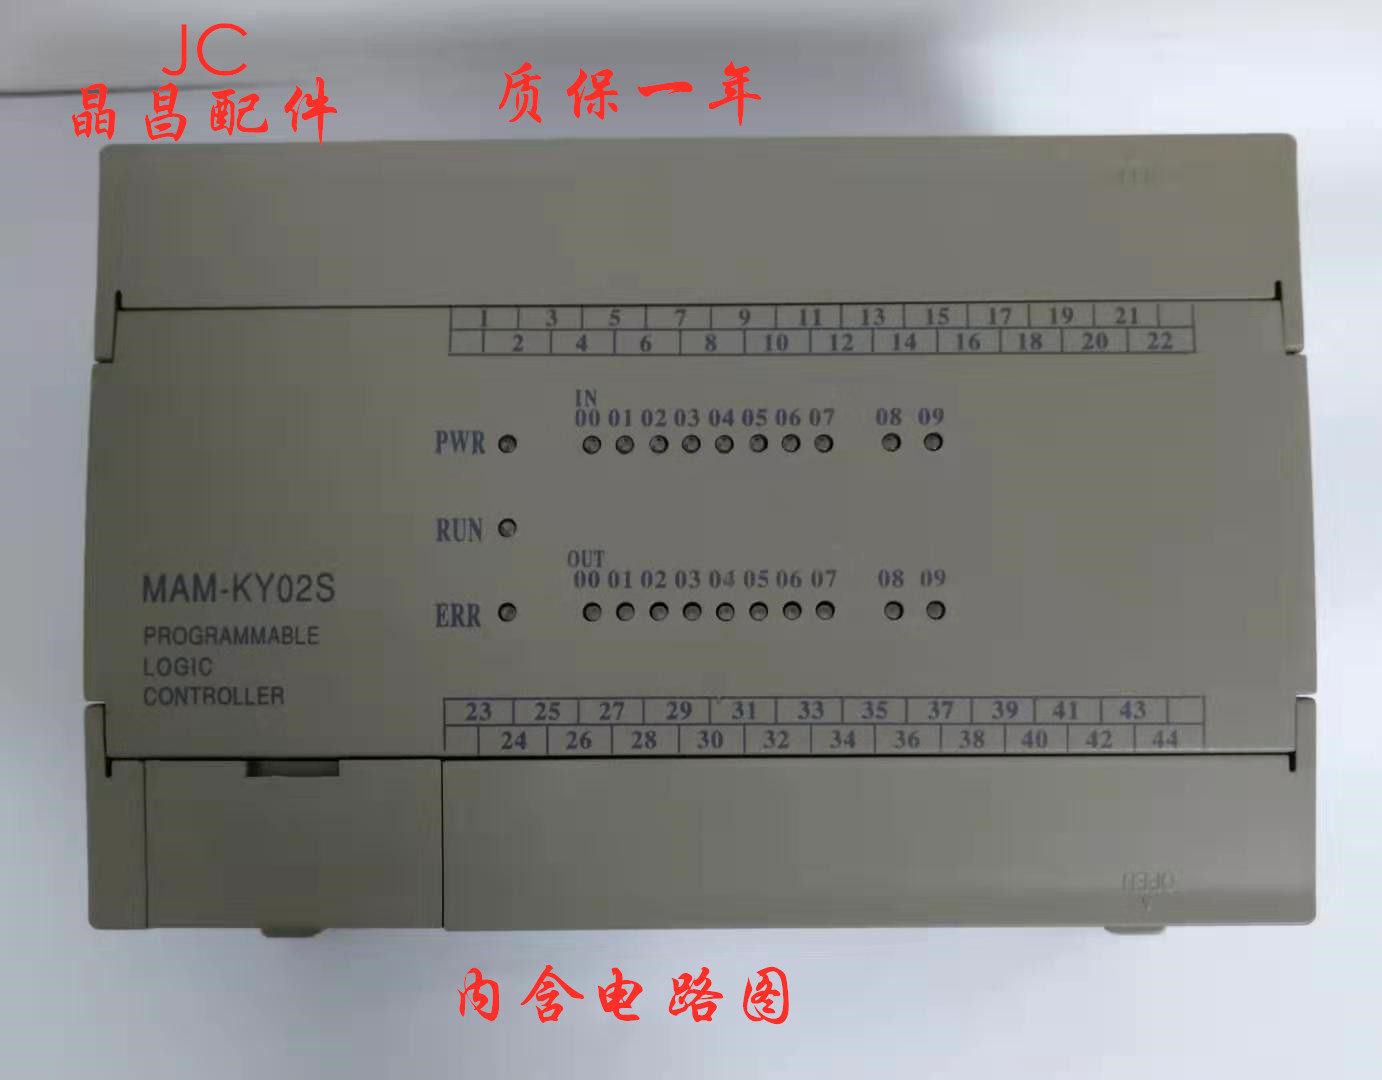 JC
晶昌配件
质保一年
1 3 5 7 9 11 13 15 17 19 21
2 4 6 8 10 12 14 16 18 20 22
IN
00 01 02 03 04 05 06 07 08 09
PWR
RUN
OUT
00 01 02 03 04 05 06 07 08 09
ERR
MAM-KY02S
PROGRAMMABLE
LOGIC
CONTROLLER
23 25 27 29 31 33 35 37 39 41 43
24 26 28 30 32 34 36 38 40 42 44
OPEN
内含电路图